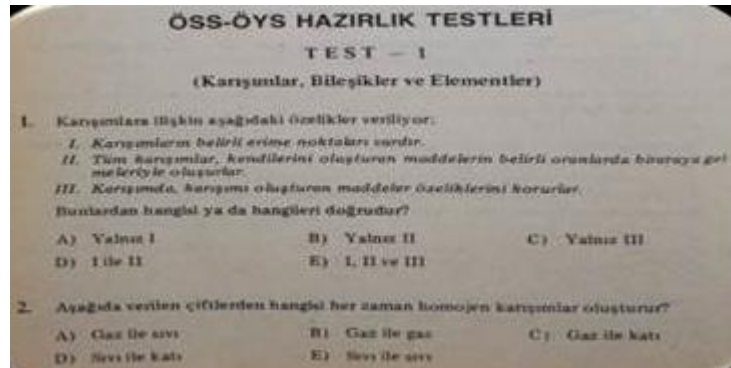 ÖSS-ÖYS HAZIRLIK TESTLERİ
TEST - 1
(Karışımlar, Bileşikler ve Elementler)
1. Karışımlara ilişkin aşağıdaki özelikler veriliyor:
I. Karışımların belirli erime noktaları vardır.
II. Tüm karışımlar, kendilerini oluşturan maddelerin belirli oranlarda biraraya gel
meleriyle oluşurlar.
III. Karışımda, karışımı oluşturan maddeler özeliklerini korurlar.
Bunlardan hangisi ya da hangileri doğrudur?
A) Yalnız I B) Yalnız II C) Yalnız III
D) I ile II E) I, II ve III
2. Aşağıda verilen çiftlerden hangisi her zaman homojen karışımlar oluşturur?
A) Gaz ile sıvı B) Gaz ile gaz C) Gaz ile katı
D) Sıvı ile katı E) Sıvı ile sıvı